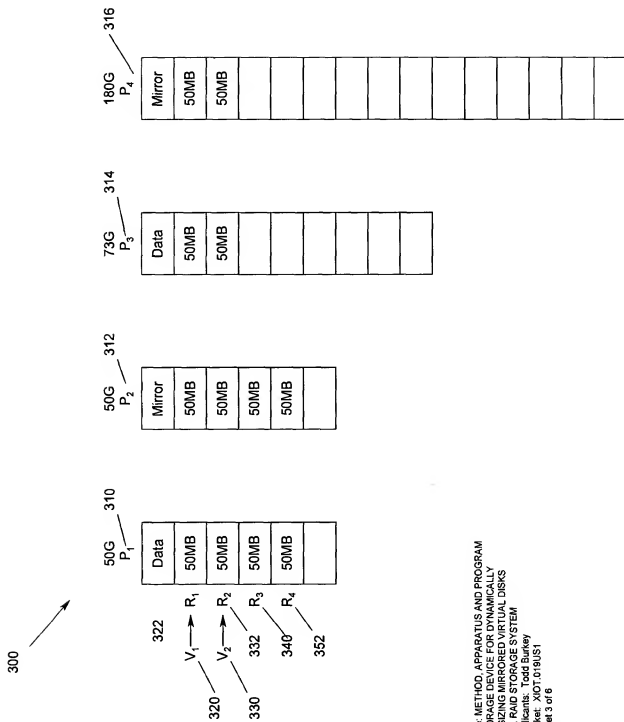 300
50G 50G 73G 180G
P1 P2 P3 P4
310 312 314 316
Data Mirror Data Mirror
322
V1 R1 50MB 50MB 50MB 50MB
320
V2 R2 50MB 50MB 50MB 50MB
330 332
R3 50MB 50MB
340
R4 50MB 50MB
352
METHOD, APPARATUS AND PROGRAM
RAGE DEVICE FOR DYNAMICALLY
IZING MIRRORED VIRTUAL DISKS
RAID STORAGE SYSTEM
licants: Todd Burkey
ket: XIOT.019US1
et 3 of 6